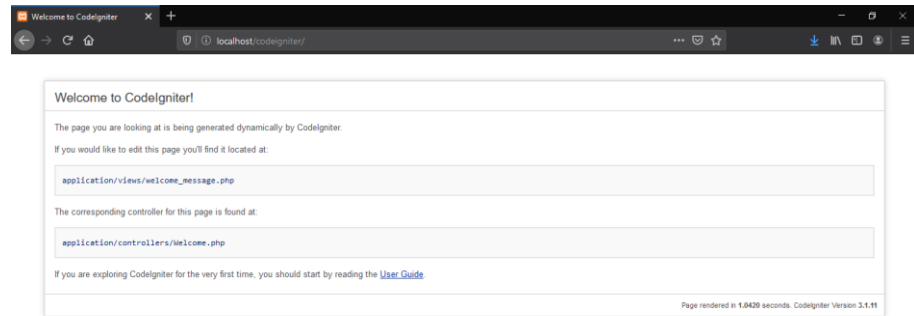 Welcome to CodeIgniter
localhost/codeigniter/
Welcome to CodeIgniter!
The page you are looking at is being generated dynamically by CodeIgniter.
If you would like to edit this page you'll find it located at:
application/views/welcome_message.php
The corresponding controller for this page is found at:
application/controllers/Welcome.php
If you are exploring CodeIgniter for the very first time, you should start by reading the User Guide.
Page rendered in 1.0420 seconds. CodeIgniter Version 3.1.11